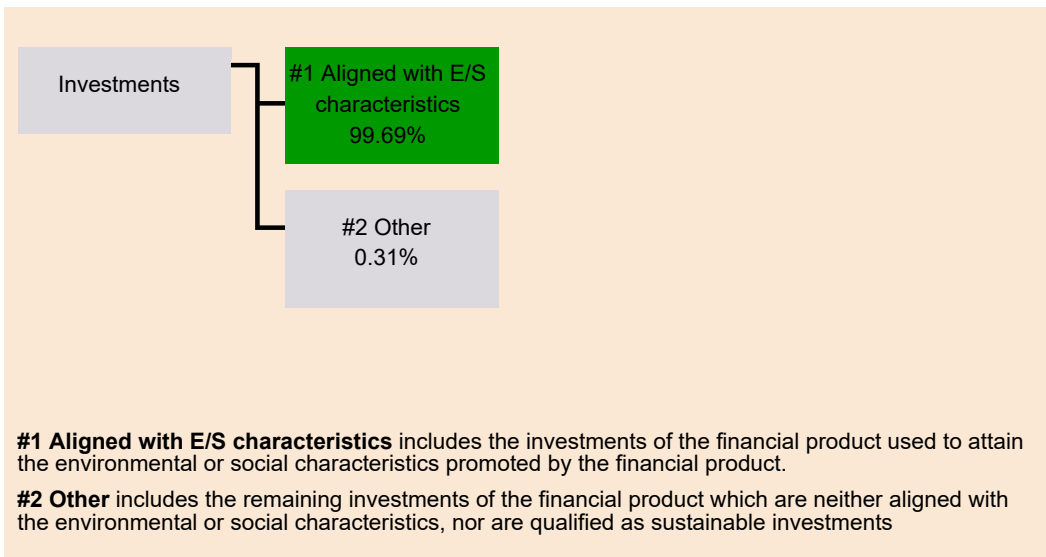 Investments
#1 Aligned with E/S
characteristics
99.69%
#2 Other
0.31%
#1 Aligned with E/S characteristics includes the investments of the financial product used to attain
the environmental or social characteristics promoted by the financial product.
#2 Other includes the remaining investments of the financial product which are neither aligned with
the environmental or social characteristics, nor are qualified as sustainable investments